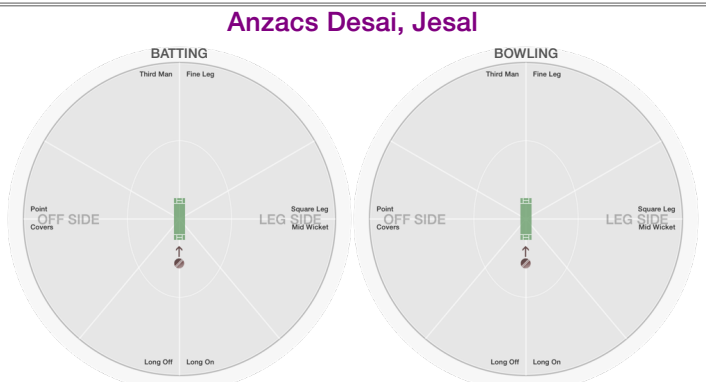 Anzacs Desai, Jesal
BATTING
Third Man Fine Leg
Point
OFF SIDE
Covers
Square Leg
LEG SIDE
Mid Wicket
Long Off Long On
BOWLING
Third Man Fine Leg
Point
OFF SIDE
Covers
Square Leg
LEG SIDE
Mid Wicket
Long Off Long On